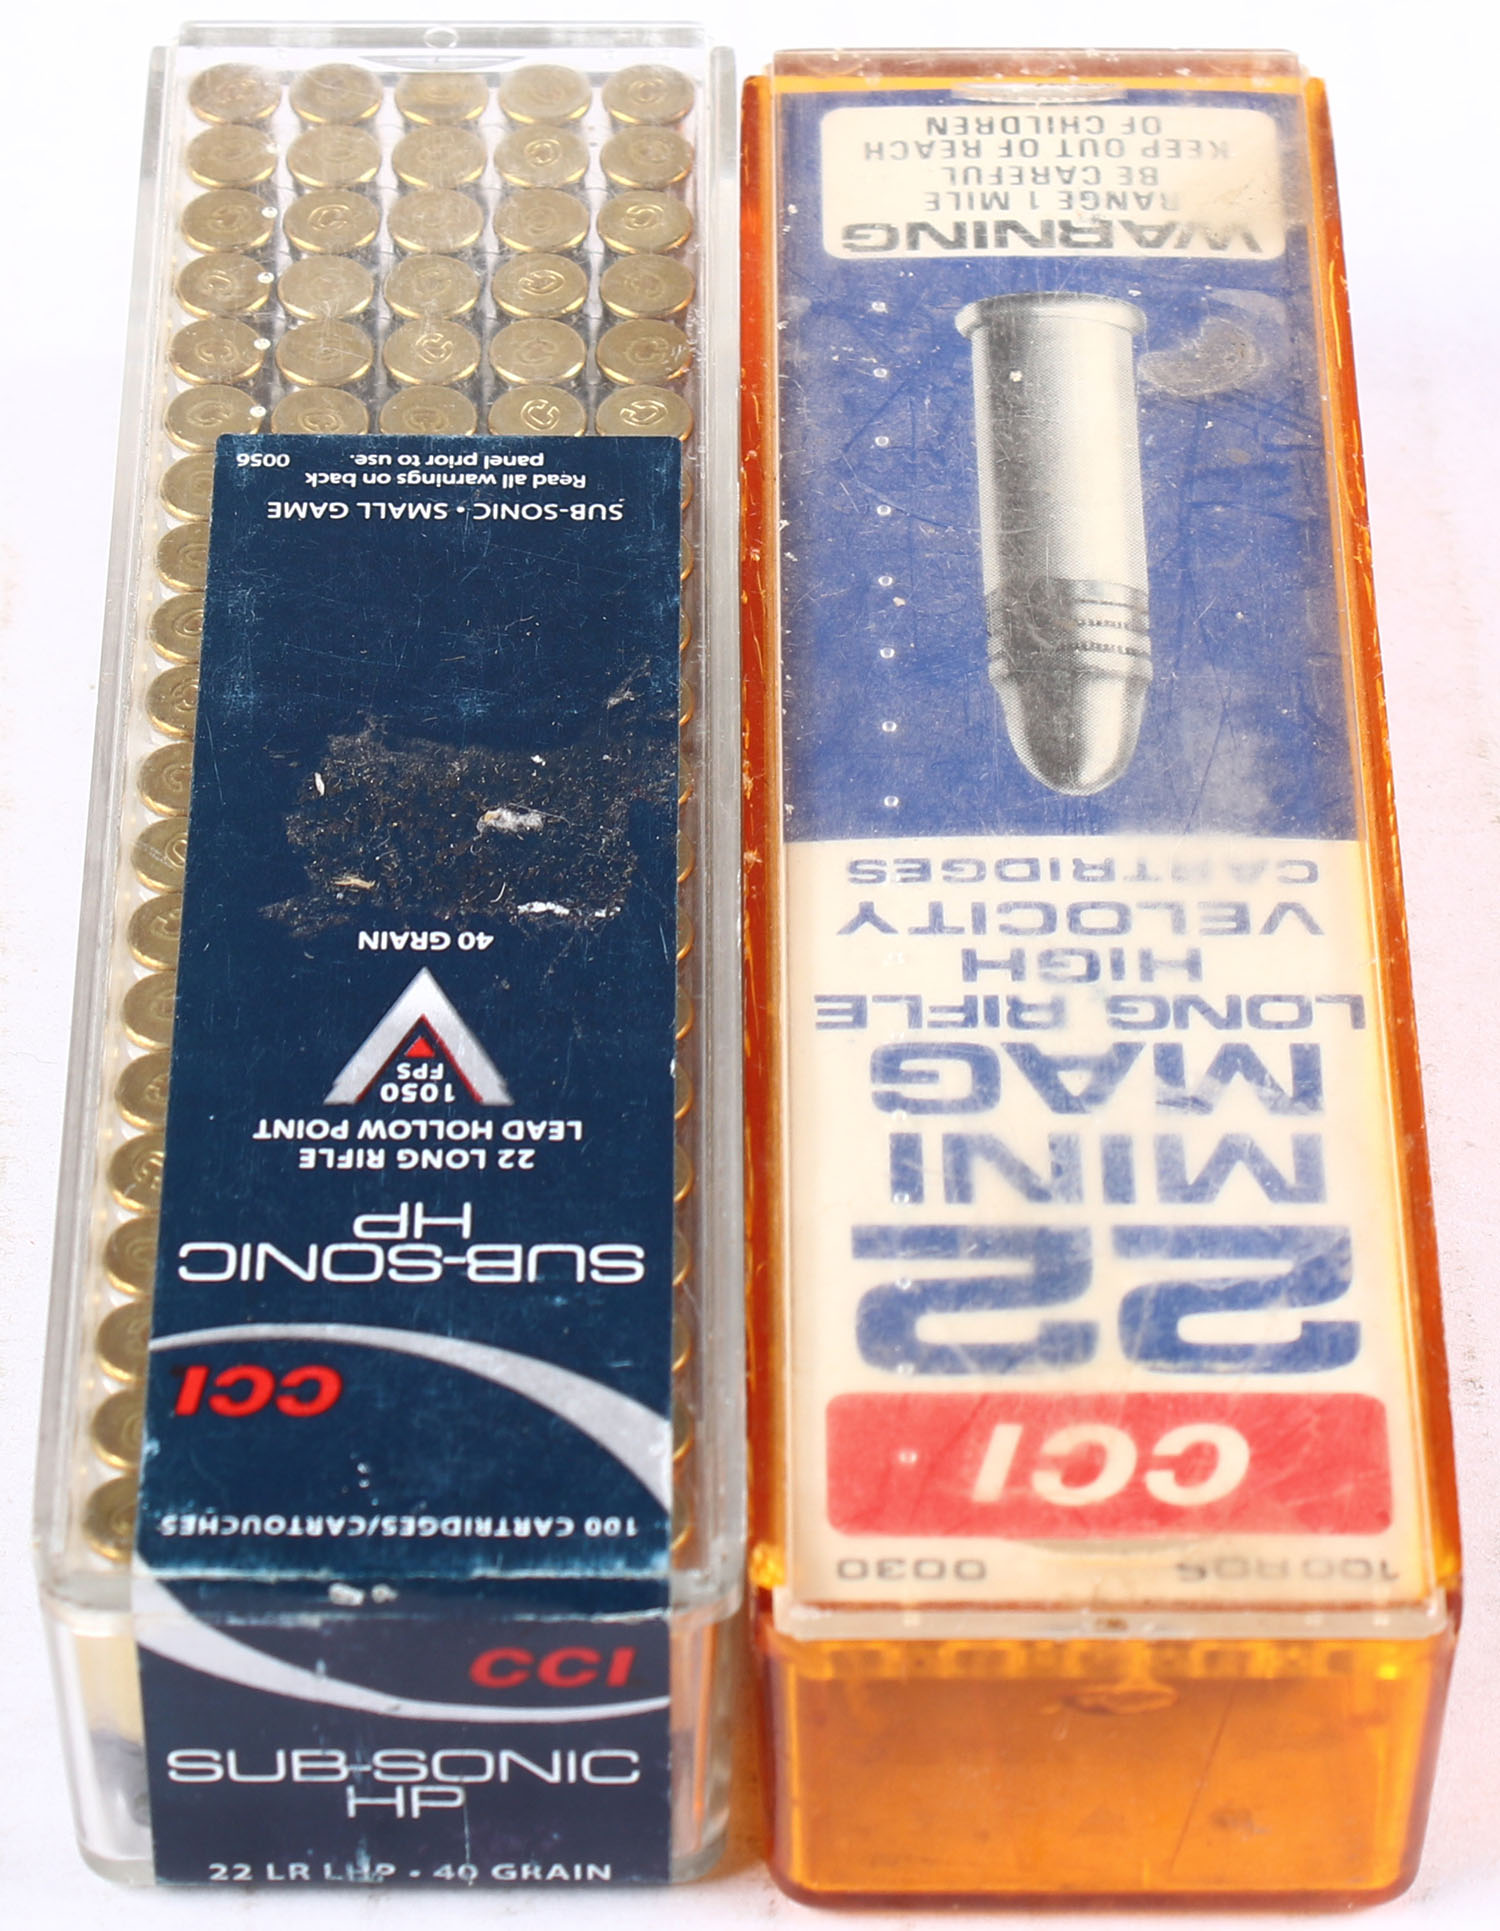 100 CARTRIDGES/CARTOUCHES
CCI
SUB-SONIC
HP
22 LONG RIFLE
LEAD HOLLOW POINT
1050
FPS
40 GRAIN
SUB-SONIC • SMALL GAME
Read all warnings on back
panel prior to use.
0056
CCI
SUB-SONIC
HP
22 LR LHP • 40 GRAIN
100 RDS
0030
CCI
22
MINI
MAG
LONG RIFLE
HIGH
VELOCITY
CARTRIDGES
WARNING
RANGE 1 MILE
BE CAREFUL
KEEP OUT OF REACH
OF CHILDREN